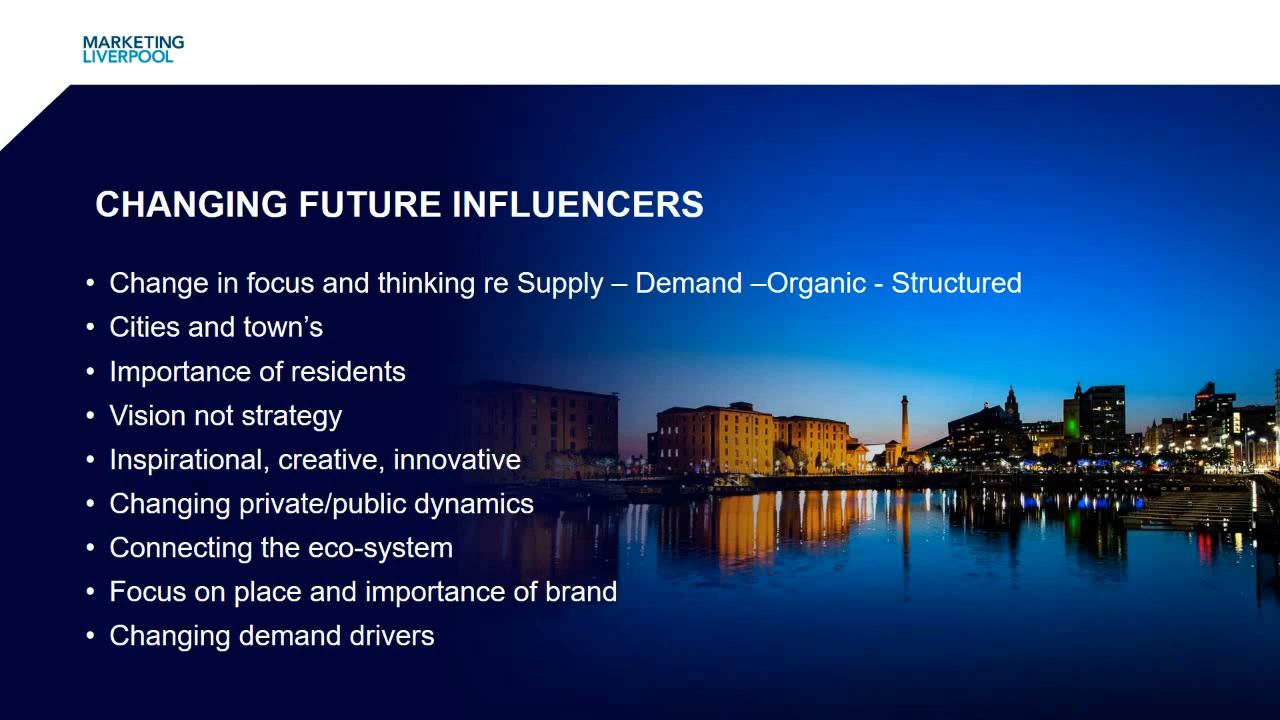 MARKETING
LIVERPOOL
CHANGING FUTURE INFLUENCERS
• Change in focus and thinking re Supply – Demand –Organic - Structured
• Cities and town’s
• Importance of residents
• Vision not strategy
• Inspirational, creative, innovative
• Changing private/public dynamics
• Connecting the eco-system
• Focus on place and importance of brand
• Changing demand drivers